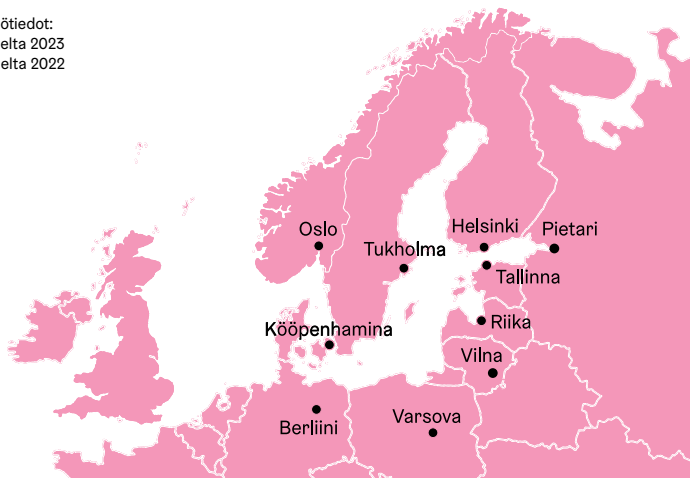 ötiedot:
elta 2023
elta 2022
Oslo
Helsinki
Pietari
Tukholma
Tallinna
Riika
Kööpenhamina
Vilna
Varsova
Berliini